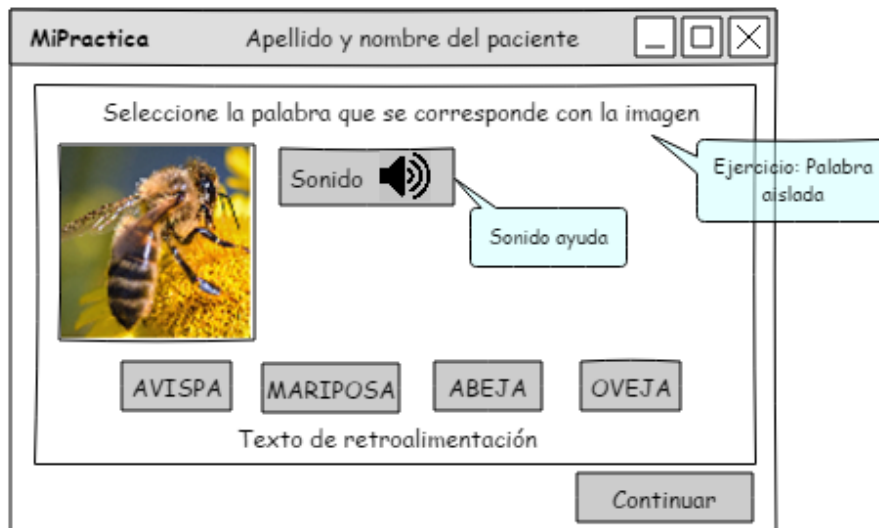 MiPractica
Apellido y nombre del paciente
Seleccione la palabra que se corresponde con la imagen
Ejercicio: Palabra
aislada
Sonido
Sonido ayuda
AVISPA
MARIPOSA
ABEJA
OVEJA
Texto de retroalimentación
Continuar